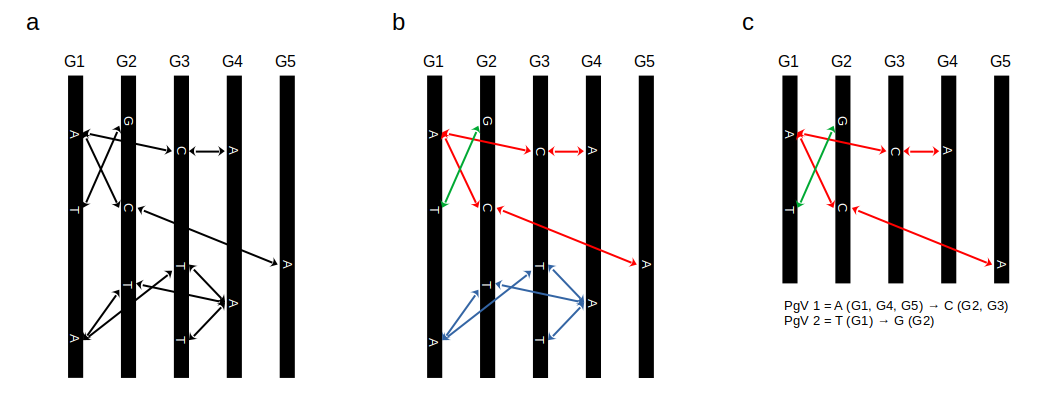 a
b
c
G1 G2 G3 G4 G5
G1 G2 G3 G4 G5
G1 G2 G3 G4 G5
A
T
A
G
C
T
C
T
T
A
A
A
A
T
A
G
C
T
C
T
T
A
A
A
A
T
G
C
C
A
A
PgV 1 = A (G1, G4, G5) → C (G2, G3)
PgV 2 = T (G1) → G (G2)